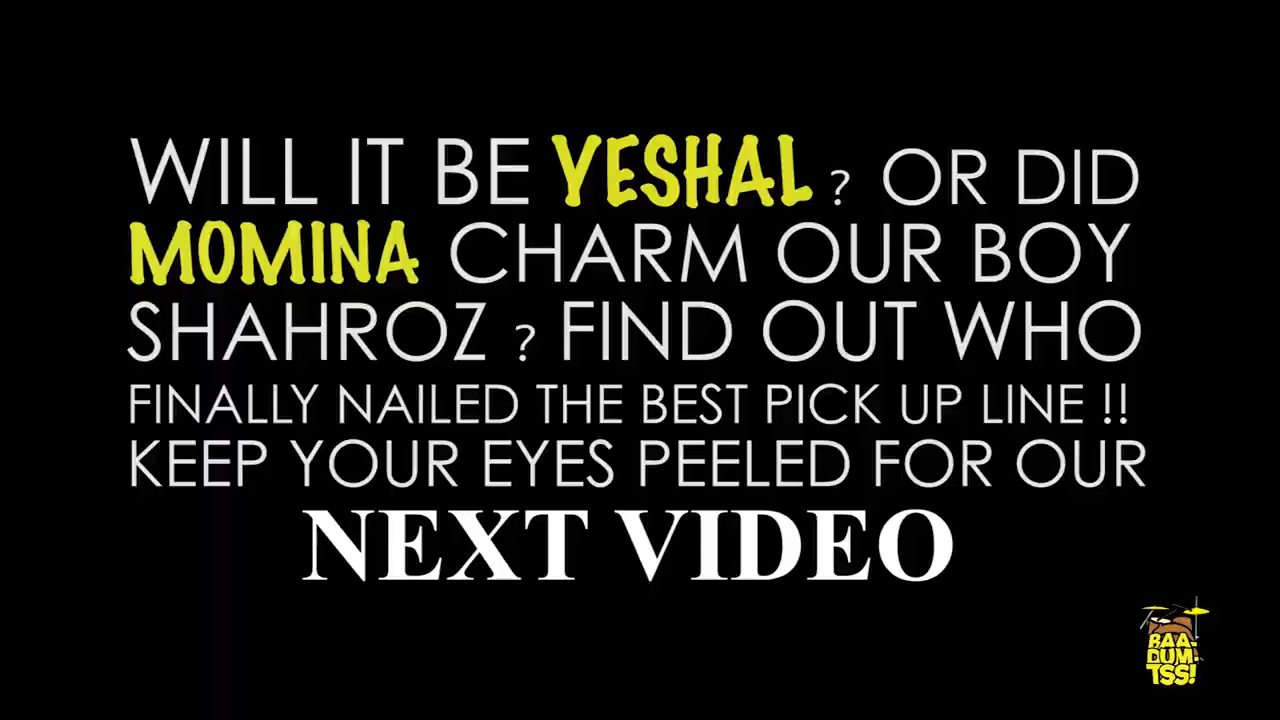 WILL IT BE YESHAL ? OR DID
MOMINA CHARM OUR BOY
SHAHROZ ? FIND OUT WHO
FINALLY NAILED THE BEST PICK UP LINE !!
KEEP YOUR EYES PEELED FOR OUR
NEXT VIDEO
BAA-
DUM-
TSS!